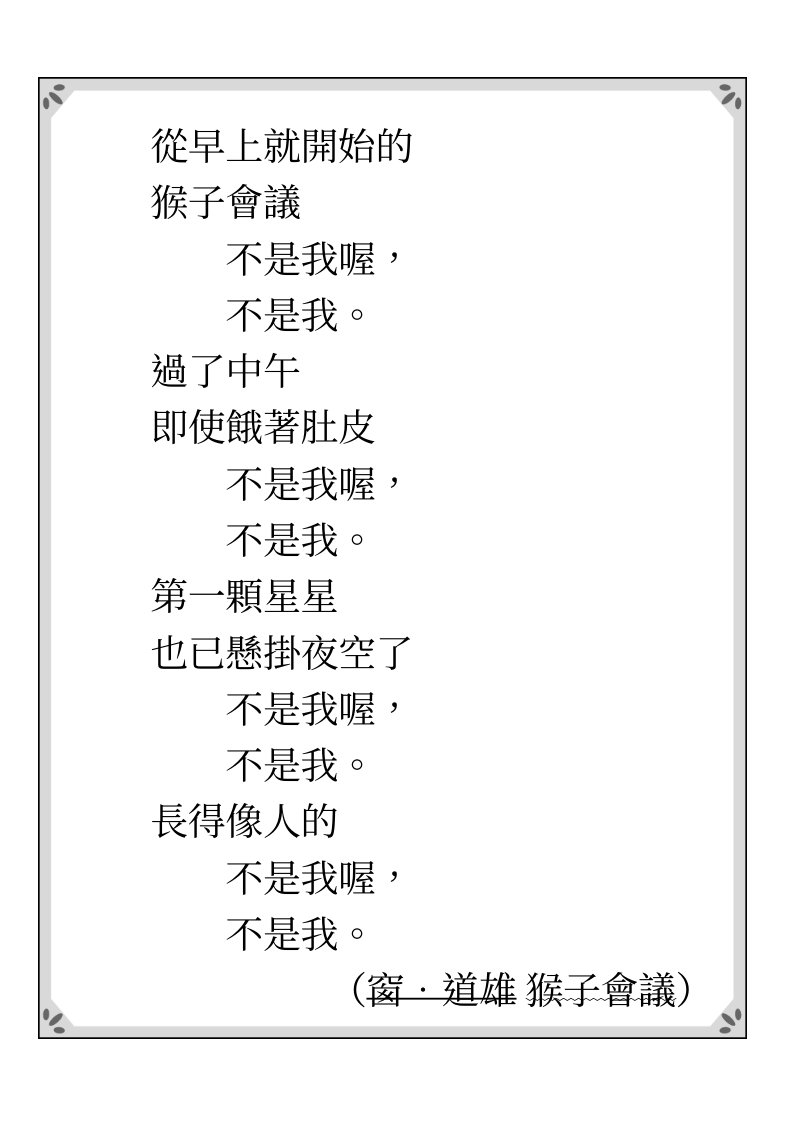 從早上就開始的
猴子會議
不是我喔，
不是我。
過了中午
即使餓著肚皮
不是我喔，
不是我。
第一顆星星
也已懸掛夜空了
不是我喔，
不是我。
長得像人的
不是我喔，
不是我。
（窗．道雄 猴子會議）